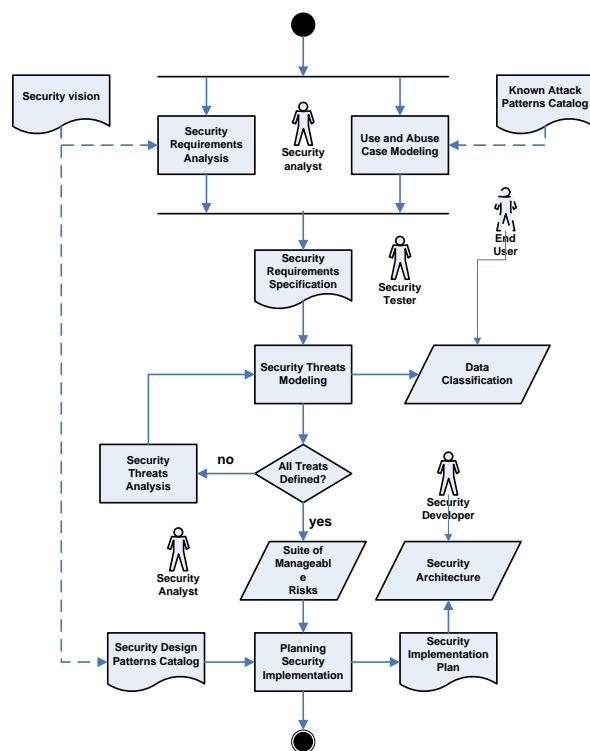 Security vision
Known Attack
Patterns Catalog
Security
Requirements
Analysis
Security
analyst
Use and Abuse
Case Modeling
End
User
Security
Requirements
Specification
Security
Tester
Security Threats
Modeling
Data
Classification
Security
Threats
Analysis
no
All Treats
Defined?
Security
Developer
yes
Security
Analyst
Suite of
Manageabl
e
Risks
Security
Architecture
Security Design
Patterns Catalog
Planning
Security
Implementation
Security
Implementation
Plan